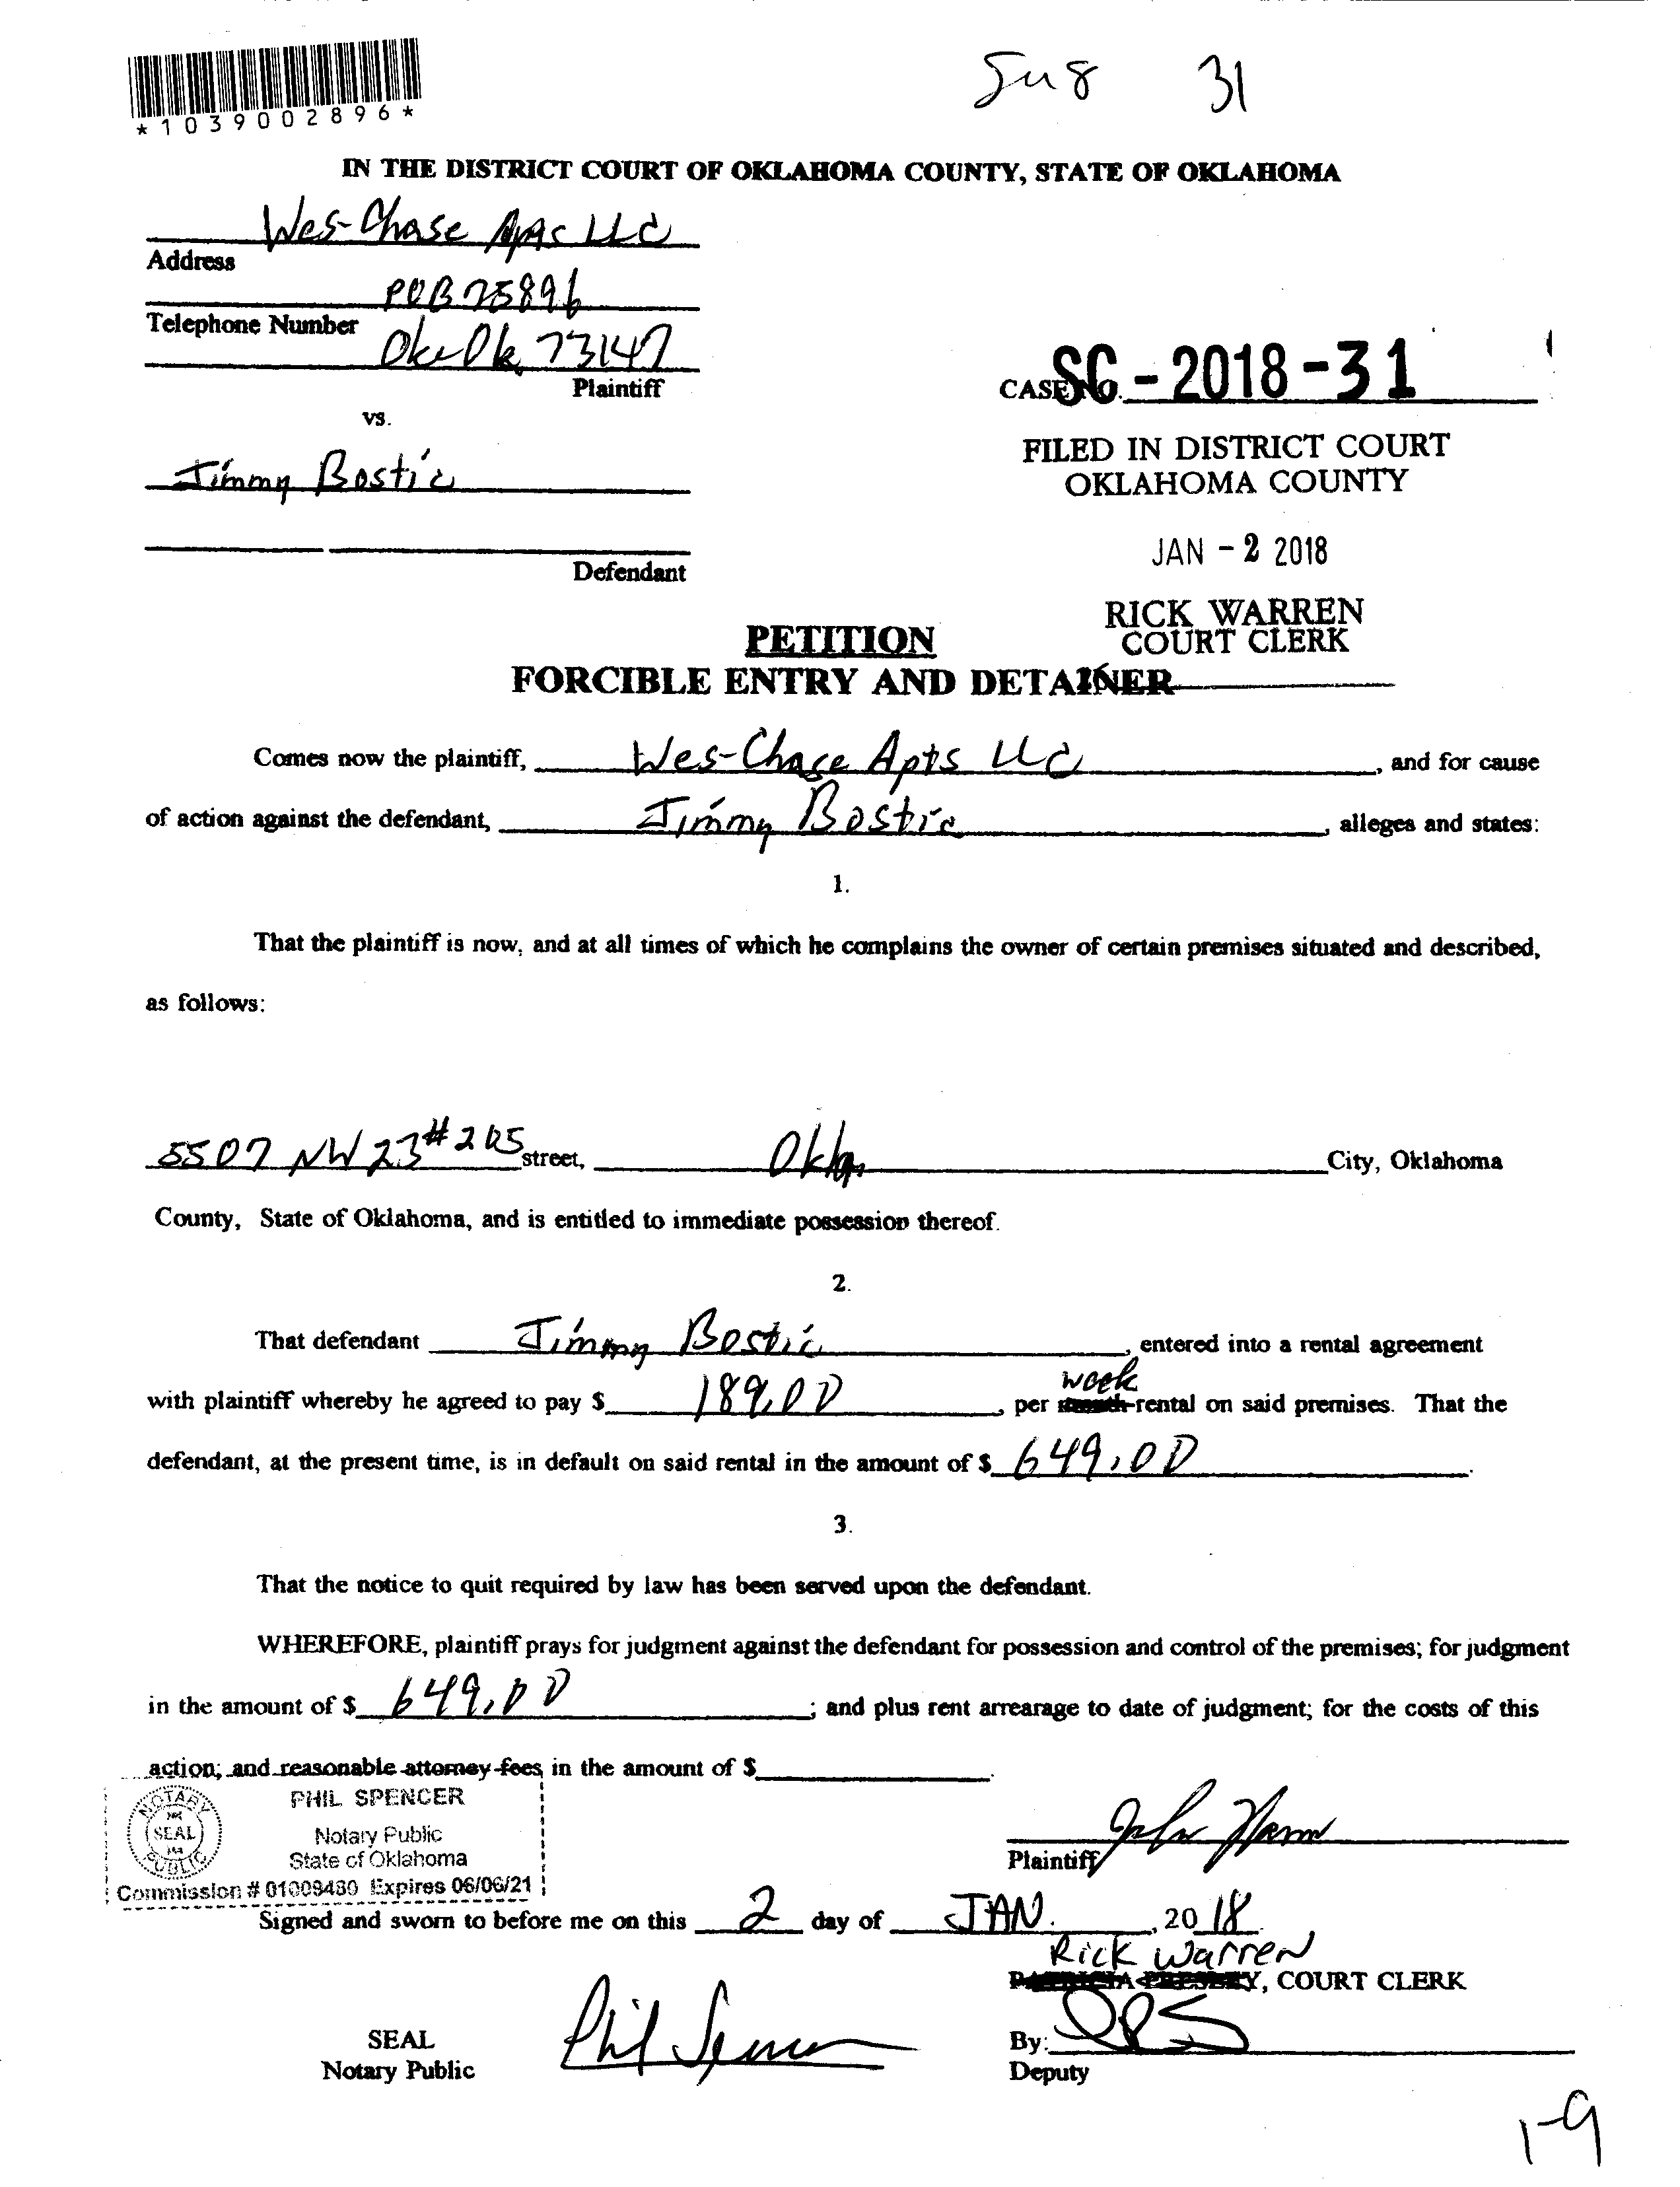 Jug 31
*1039002896*
IN THE DISTRICT COURT OF OKLAHOMA COUNTY, STATE OF OKLAHOMA
Wes-Chase Apts LLC
Address
POB 75896
Telephone Number
Okc Ok 73147
Plaintiff
vs.
CASE NO. SC-2018-31
FILED IN DISTRICT COURT
OKLAHOMA COUNTY
Jimmy Bostic
JAN -2 2018
Defendant
RICK WARREN
COURT CLERK
PETITION
FORCIBLE ENTRY AND DETAINER
Comes now the plaintiff, Wes-Chase Apts LLC, and for cause
of action against the defendant, Jimmy Bostic, alleges and states:
1.
That the plaintiff is now, and at all times of which he complains the owner of certain premises situated and described,
as follows:
5507 NW 23 # 205 street, Okla City, Oklahoma
County, State of Oklahoma, and is entitled to immediate possession thereof.
2.
That defendant Jimmy Bostic, entered into a rental agreement
week
with plaintiff whereby he agreed to pay $ 189.00, per month rental on said premises. That the
defendant, at the present time, is in default on said rental in the amount of $ 649.00.
3.
That the notice to quit required by law has been served upon the defendant.
WHEREFORE, plaintiff prays for judgment against the defendant for possession and control of the premises; for judgment
in the amount of $ 649.00; and plus rent arrearage to date of judgment; for the costs of this
action; and reasonable attorney fees in the amount of $.
NOTARY PUBLIC SEAL
PHIL SPENCER
Notary Public
State of Oklahoma
Commission # 01009480 Expires 06/06/21
Plaintiff
Signed and sworn to before me on this 2 day of JAN., 20 18.
Rick Warren
PATRICIA PRESLEY, COURT CLERK
SEAL
Notary Public
Phil Spencer
By:
Deputy
1-9